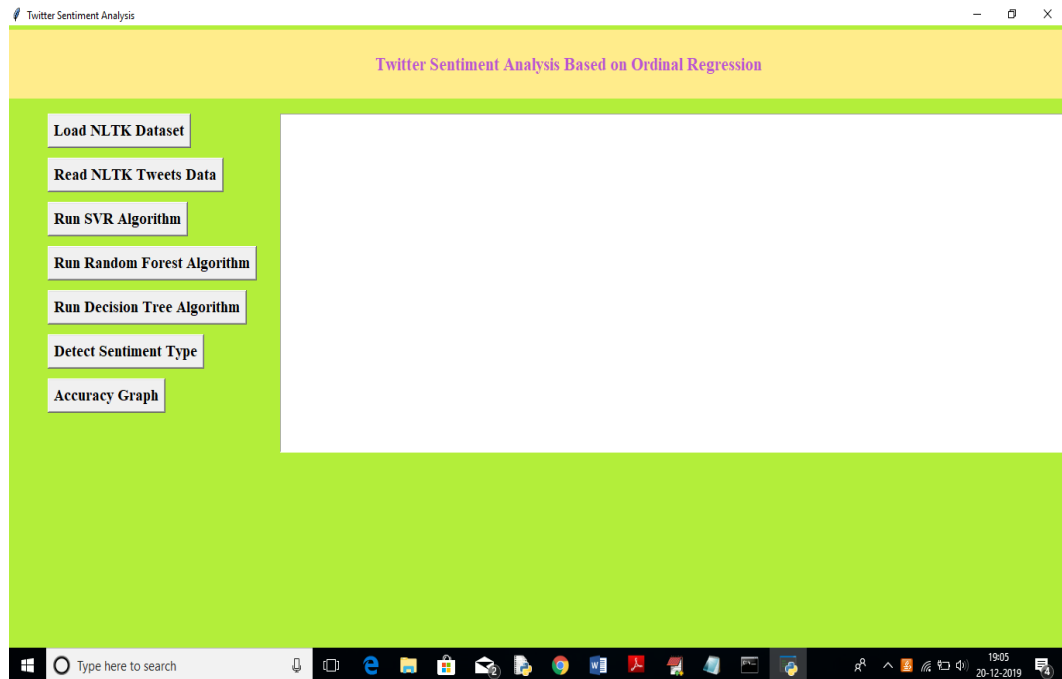 Twitter Sentiment Analysis
Twitter Sentiment Analysis Based on Ordinal Regression
Load NLTK Dataset
Read NLTK Tweets Data
Run SVR Algorithm
Run Random Forest Algorithm
Run Decision Tree Algorithm
Detect Sentiment Type
Accuracy Graph
Type here to search
2
19:05
20-12-2019
4